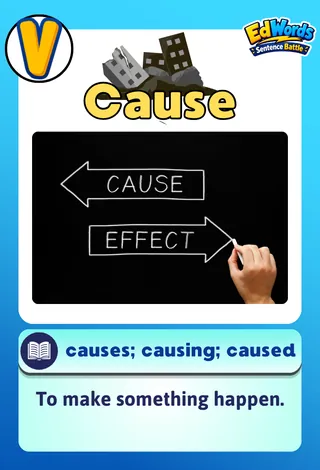 V
EdWords
Sentence Battle
Cause
CAUSE
EFFECT
causes; causing; caused
To make something happen.